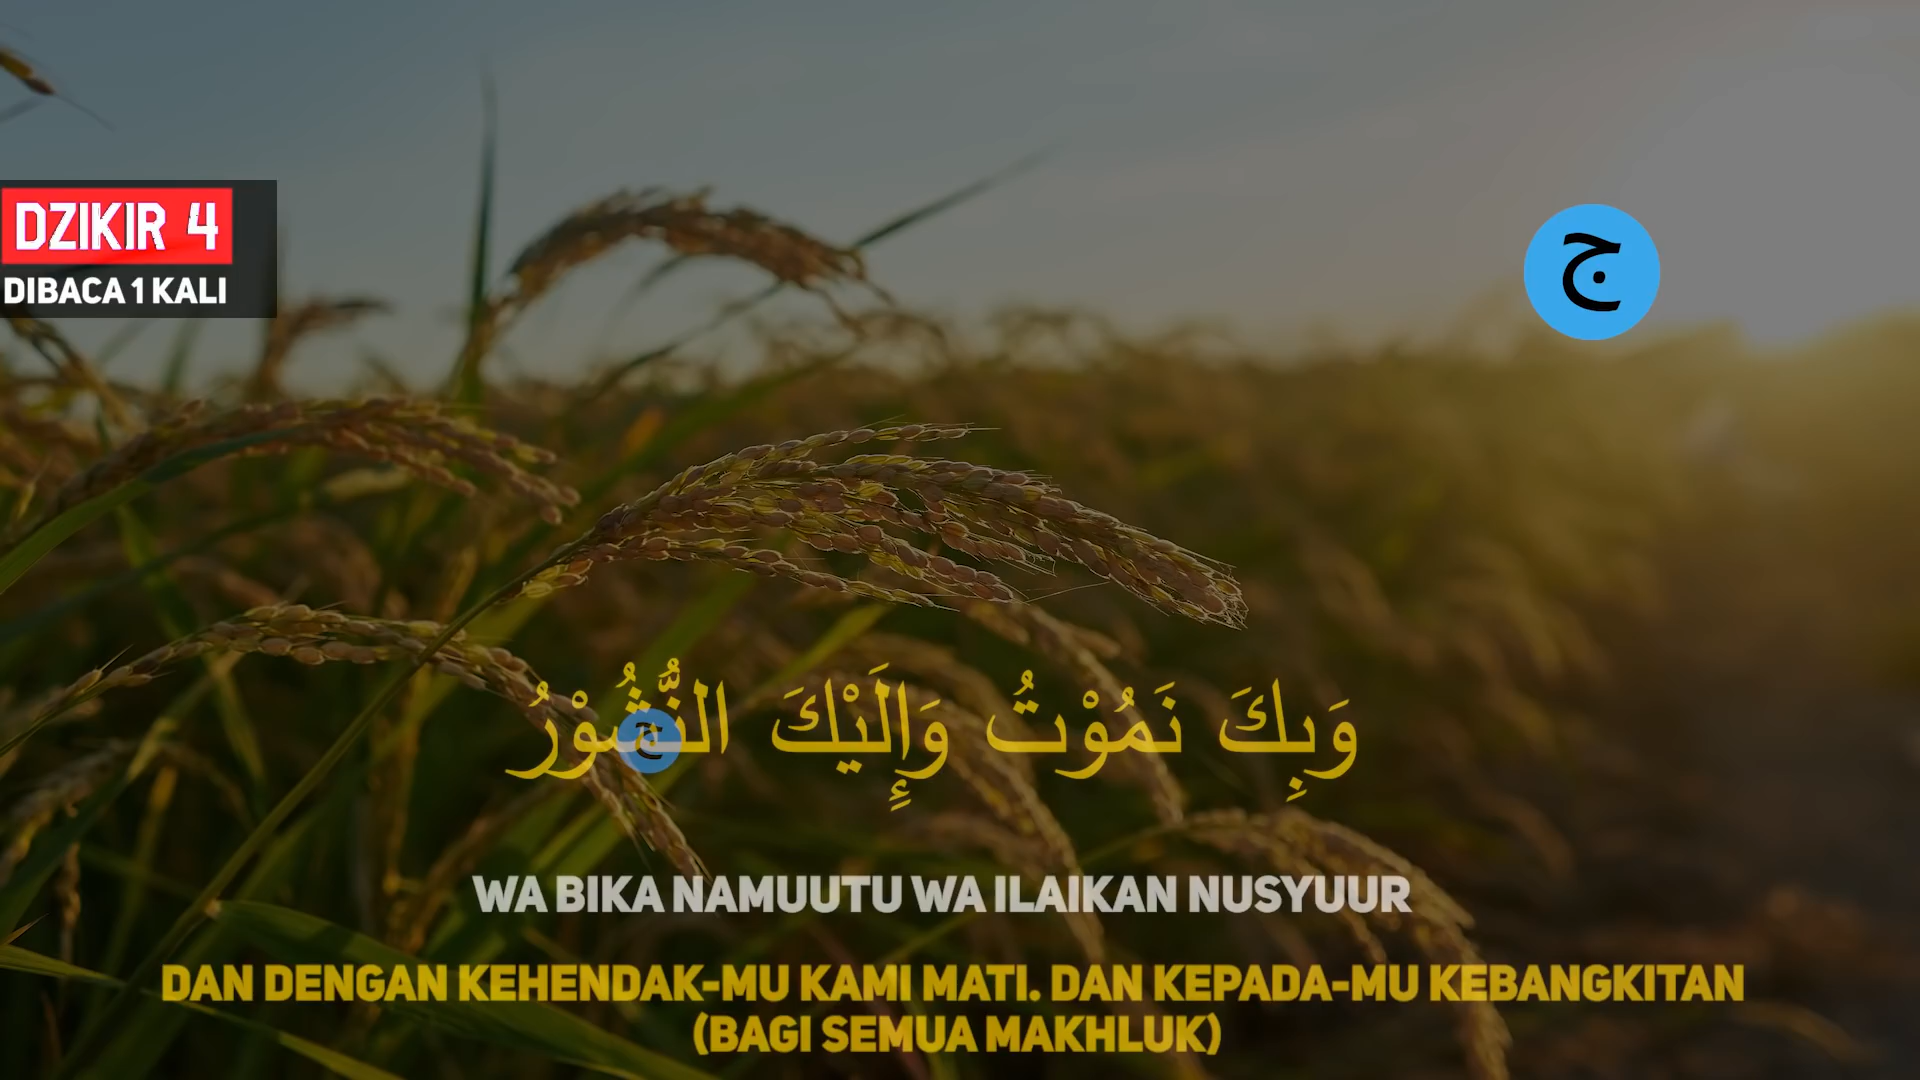 DZIKIR 4
DIBACA 1 KALI
ج
وَبِكَ نَمُوْتُ وَإِلَيْكَ النُّشُوْرُ
ج
WA BIKA NAMUUTU WA ILAIKAN NUSYUUR
DAN DENGAN KEHENDAK-MU KAMI MATI. DAN KEPADA-MU KEBANGKITAN
(BAGI SEMUA MAKHLUK)